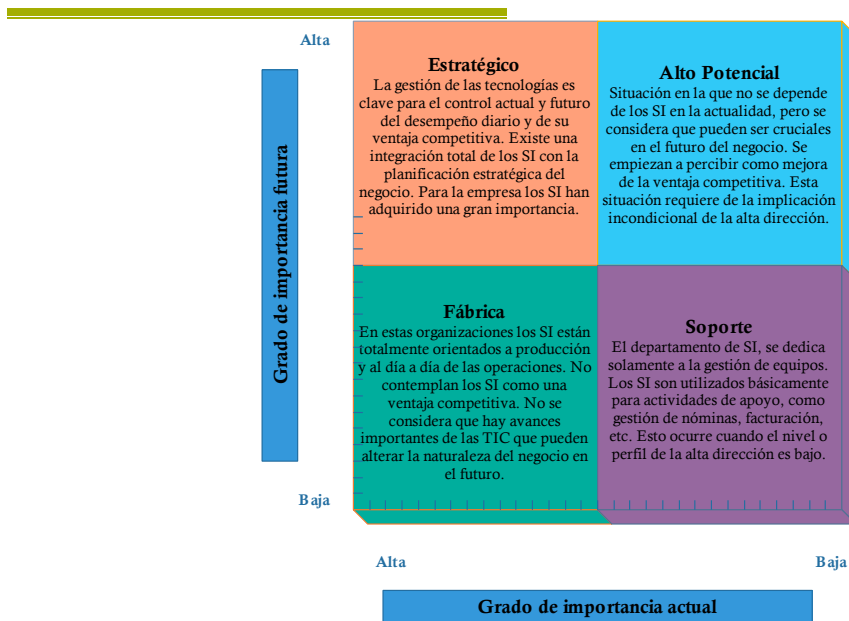 Alta
Grado de importancia futura
Baja
Estratégico
La gestión de las tecnologías es
clave para el control actual y futuro
del desempeño diario y de su
ventaja competitiva. Existe una
integración total de los SI con la
planificación estratégica del
negocio. Para la empresa los SI han
adquirido una gran importancia.
Alto Potencial
Situación en la que no se depende
de los SI en la actualidad, pero se
considera que pueden ser cruciales
en el futuro del negocio. Se
empiezan a percibir como mejora
de la ventaja competitiva. Esta
situación requiere de la implicación
incondicional de la alta dirección.
Fábrica
En estas organizaciones los SI están
totalmente orientados a producción
y al día a día de las operaciones. No
contemplan los SI como una
ventaja competitiva. No se
considera que hay avances
importantes de las TIC que pueden
alterar la naturaleza del negocio en
el futuro.
Soporte
El departamento de SI, se dedica
solamente a la gestión de equipos.
Los SI son utilizados básicamente
para actividades de apoyo, como
gestión de nóminas, facturación,
etc. Esto ocurre cuando el nivel o
perfil de la alta dirección es bajo.
Alta
Baja
Grado de importancia actual